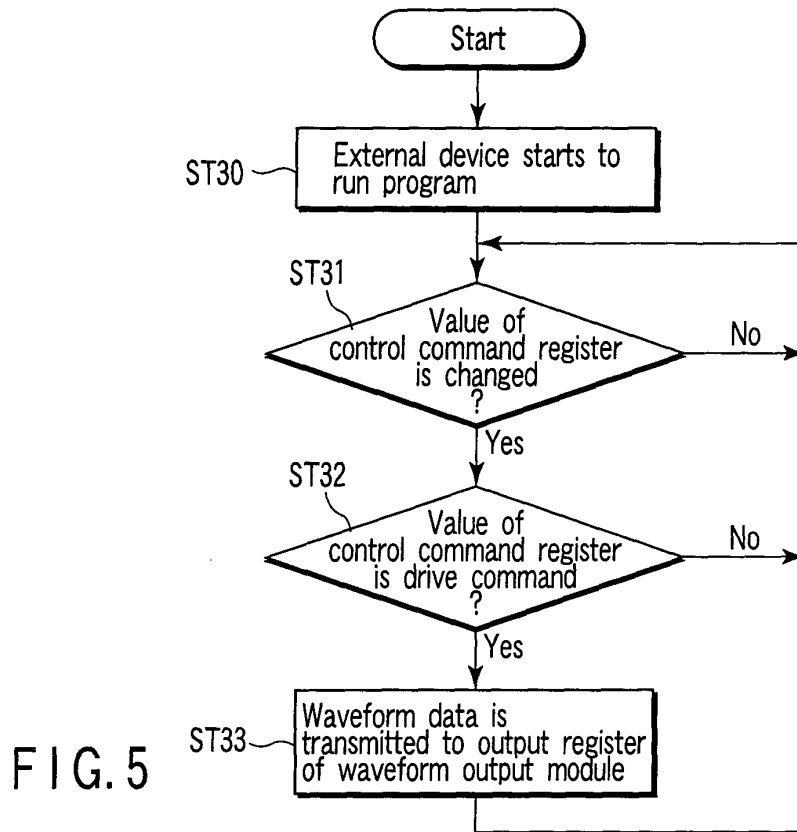 Start
External device starts to
run program
ST30
ST31
Value of
control command register
is changed
?
No
Yes
ST32
Value of
control command register
is drive command
?
No
Yes
Waveform data is
transmitted to output register
of waveform output module
ST33
FIG. 5